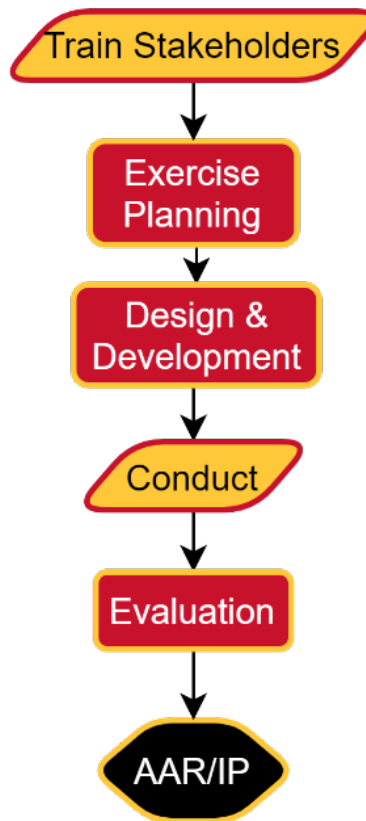 Train Stakeholders
Exercise
Planning
Design &
Development
Conduct
Evaluation
AAR/IP